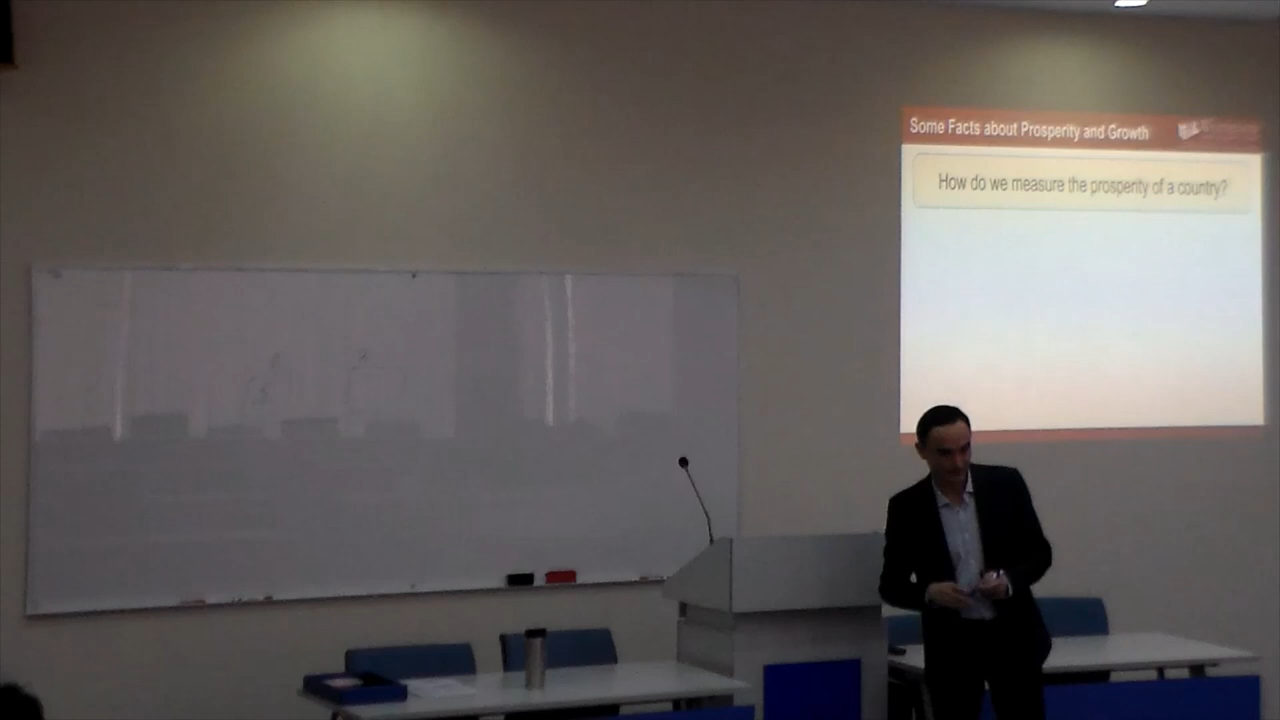 Some Facts about Prosperity and Growth
How do we measure the prosperity of a country?